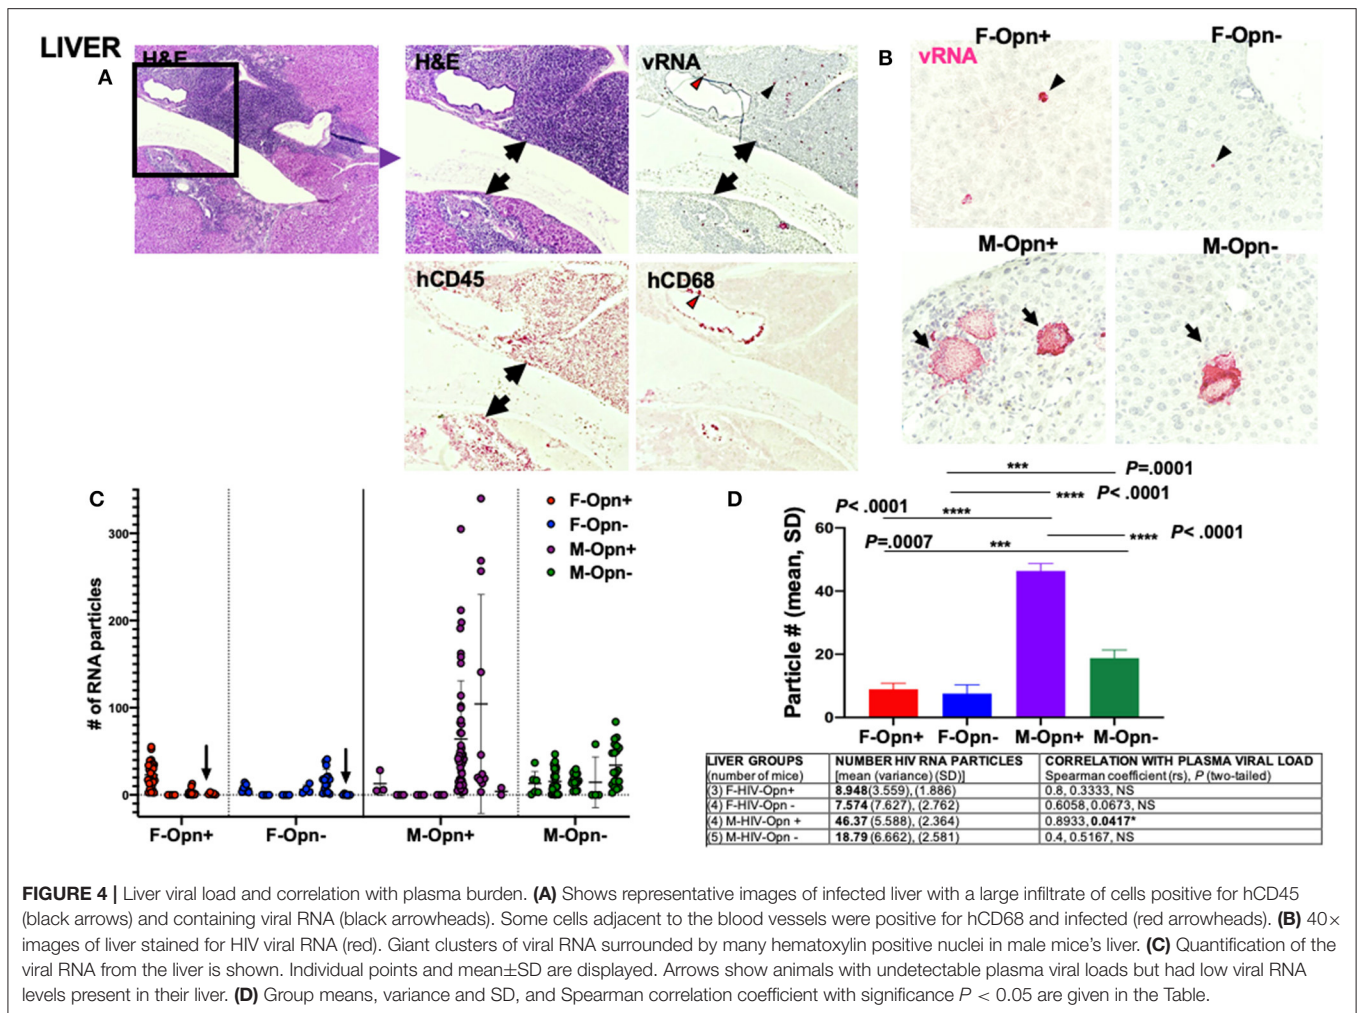 LIVER
A
H&E
H&E
vRNA
hCD45
hCD68
B
vRNA
F-Opn+
F-Opn-
M-Opn+
M-Opn-
C
# of RNA particles
300
200
100
0
F-Opn+
F-Opn-
M-Opn+
M-Opn-
F-Opn+
F-Opn-
M-Opn+
M-Opn-
D
*** P=.0001
**** P< .0001
P< .0001 ****
**** P< .0001
P=.0007 ***
Particle # (mean, SD)
60
40
20
0
F-Opn+ F-Opn- M-Opn+ M-Opn-
LIVER GROUPS NUMBER HIV RNA PARTICLES CORRELATION WITH PLASMA VIRAL LOAD
(number of mice) [mean (variance) (SD)] Spearman coefficient (rs), P (two-tailed)
(3) F-HIV-Opn+ 8.948(3.559), (1.886) 0.8, 0.3333, NS
(4) F-HIV-Opn - 7.574 (7.627), (2.762) 0.6058, 0.0673, NS
(4) M-HIV-Opn + 46.37 (5.588), (2.364) 0.8933, 0.0417*
(5) M-HIV-Opn - 18.79 (6.662), (2.581) 0.4, 0.5167, NS
FIGURE 4 | Liver viral load and correlation with plasma burden. (A) Shows representative images of infected liver with a large infiltrate of cells positive for hCD45
(black arrows) and containing viral RNA (black arrowheads). Some cells adjacent to the blood vessels were positive for hCD68 and infected (red arrowheads). (B) 40×
images of liver stained for HIV viral RNA (red). Giant clusters of viral RNA surrounded by many hematoxylin positive nuclei in male mice's liver. (C) Quantification of the
viral RNA from the liver is shown. Individual points and mean±SD are displayed. Arrows show animals with undetectable plasma viral loads but had low viral RNA
levels present in their liver. (D) Group means, variance and SD, and Spearman correlation coefficient with significance P < 0.05 are given in the Table.